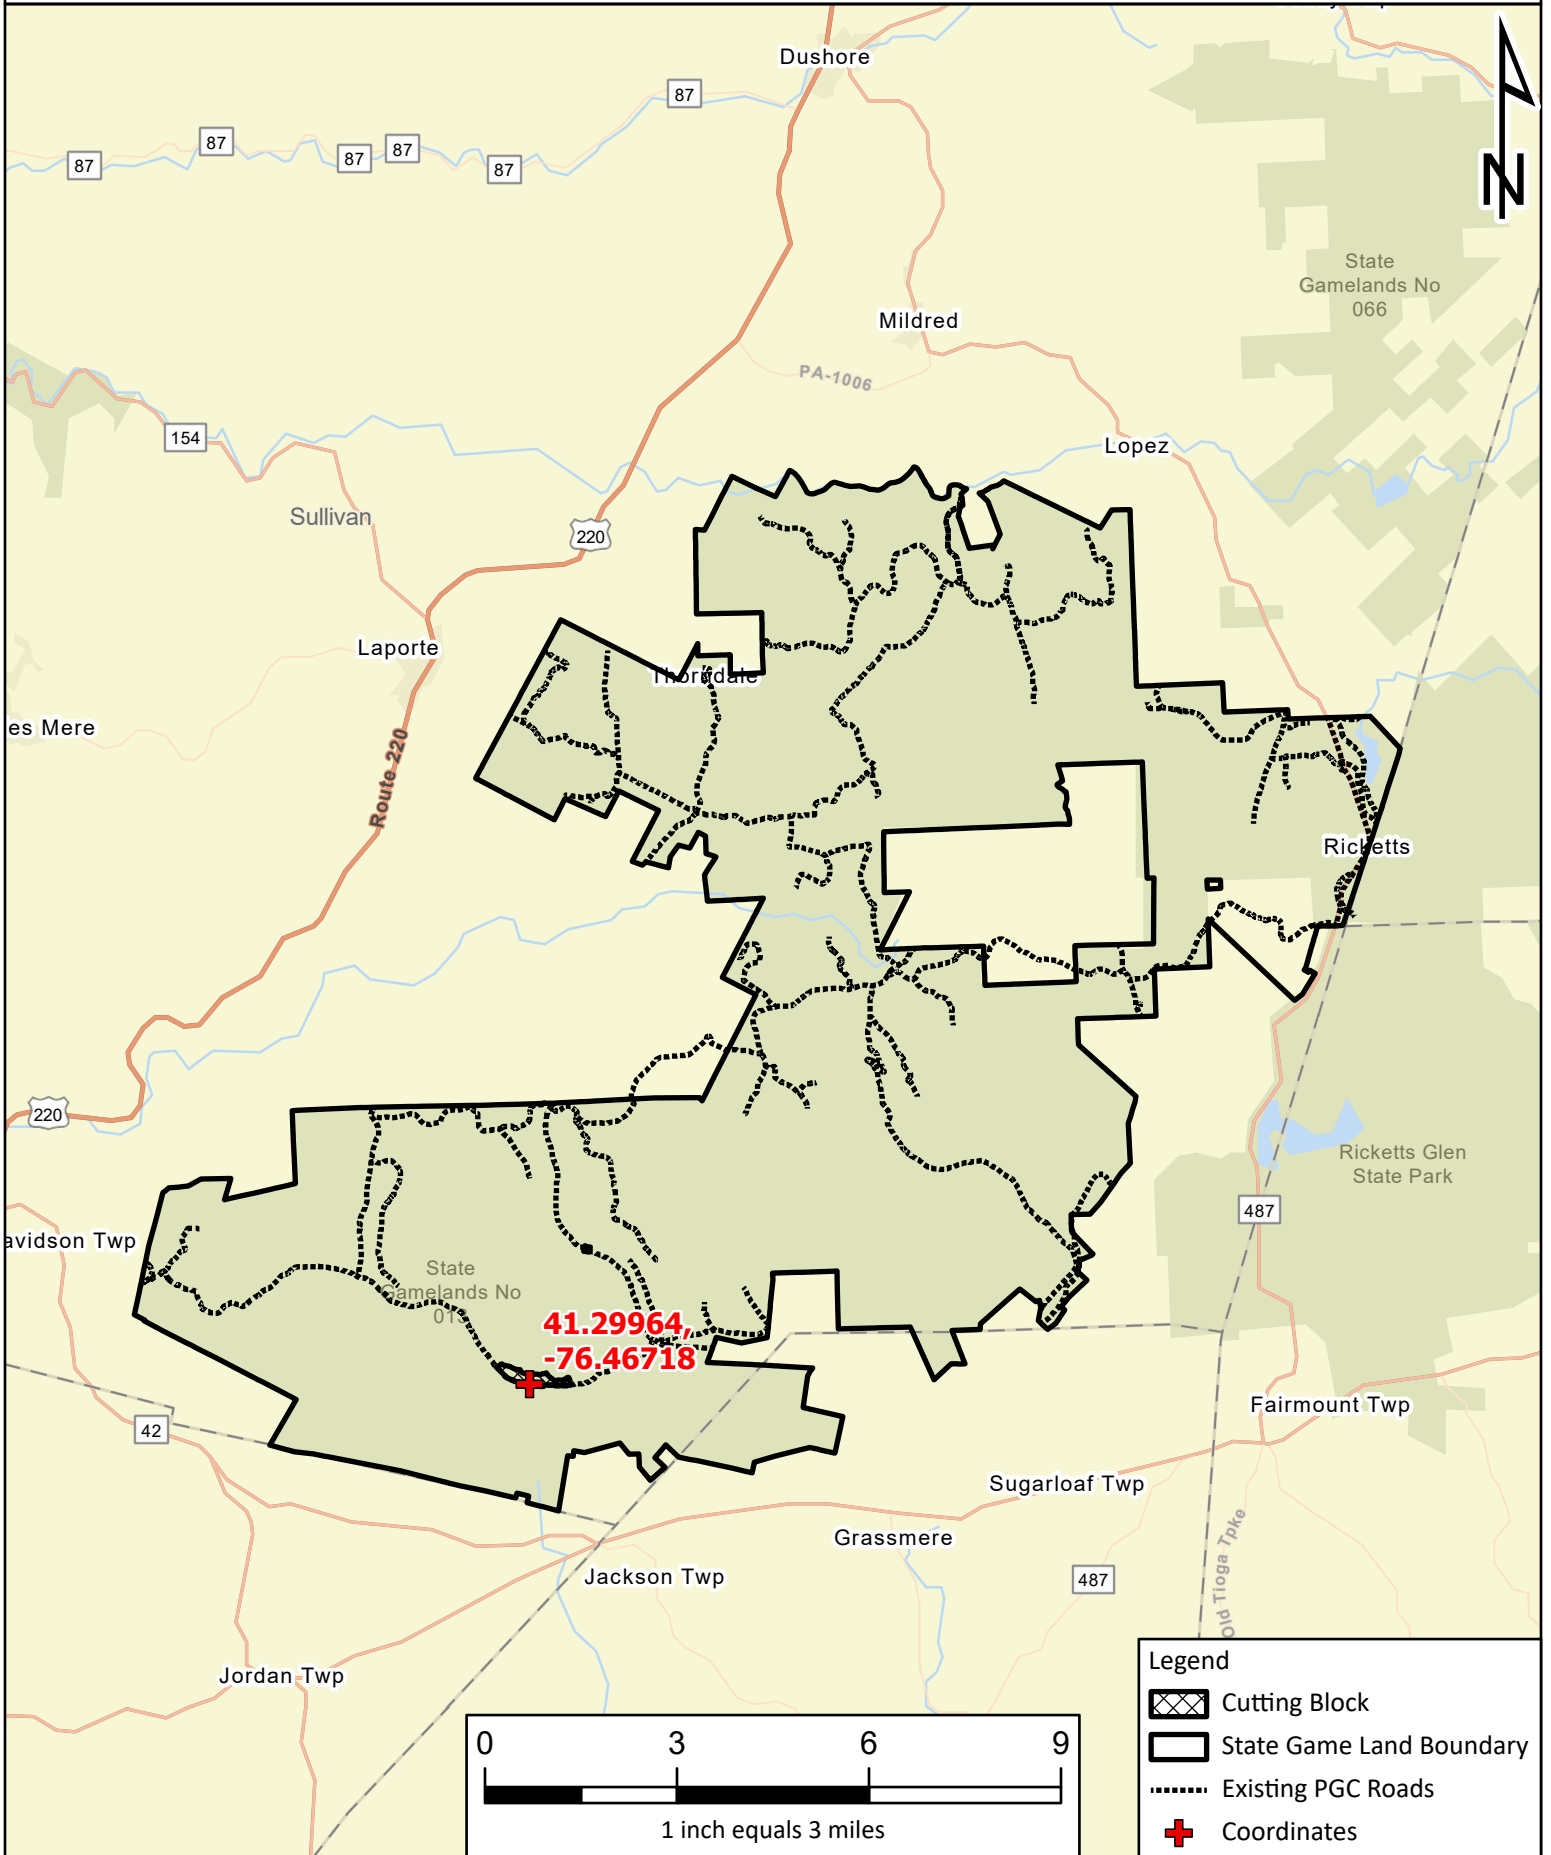 Dushore
87
87
87
87
87
N
State
Gamelands No
066
Mildred
PA-1006
154
Lopez
Sullivan
220
Laporte
Thorndale
es Mere
Route 220
Ricketts
220
Ricketts Glen
State Park
487
avidson Twp
State
Gamelands No
013
41.29964,
-76.46718
42
Fairmount Twp
Sugarloaf Twp
Grassmere
Old Tioga Tpke
Jackson Twp
487
Jordan Twp
Legend
Cutting Block
State Game Land Boundary
Existing PGC Roads
Coordinates
0 3 6 9
1 inch equals 3 miles